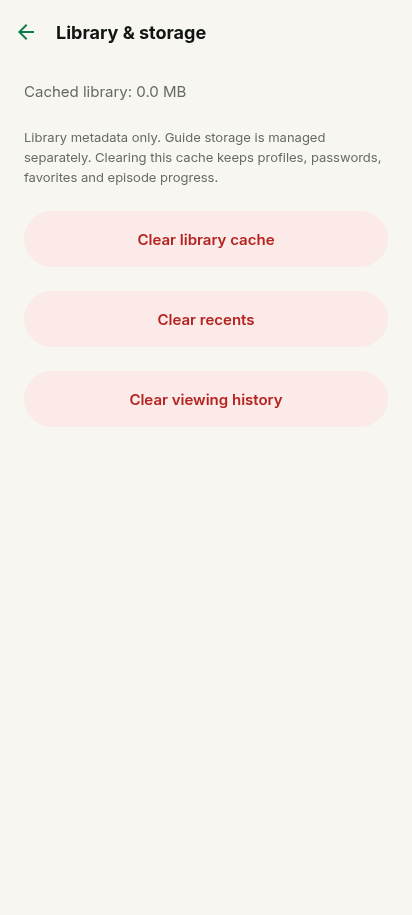 Library & storage
Cached library: 0.0 MB
Library metadata only. Guide storage is managed
separately. Clearing this cache keeps profiles, passwords,
favorites and episode progress.
Clear library cache
Clear recents
Clear viewing history